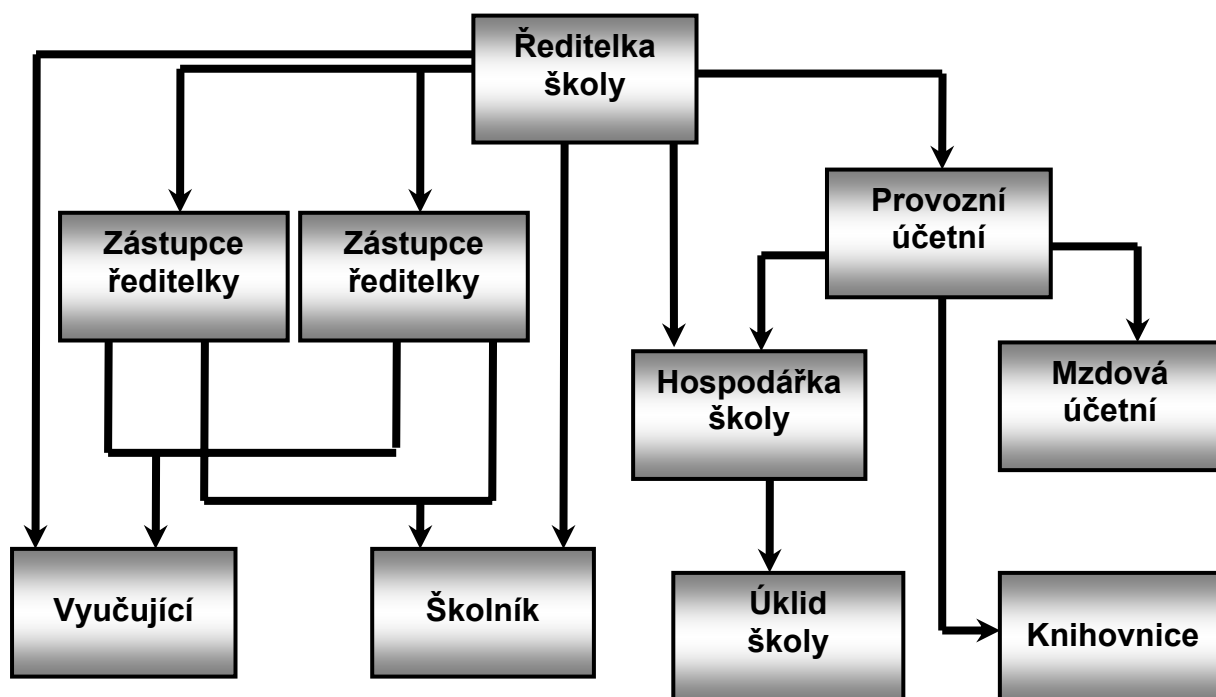 Ředitelka
školy
Provozní
účetní
Zástupce
ředitelky
Zástupce
ředitelky
Hospodářka
školy
Mzdová
účetní
Vyučující
Školník
Úklid
školy
Knihovnice